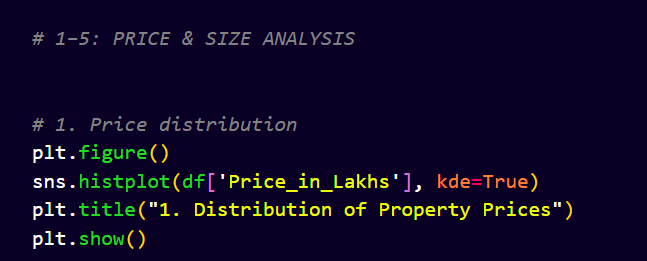 # 1–5: PRICE & SIZE ANALYSIS
# 1. Price distribution
plt.figure()
sns.histplot(df['Price_in_Lakhs'], kde=True)
plt.title("1. Distribution of Property Prices")
plt.show()